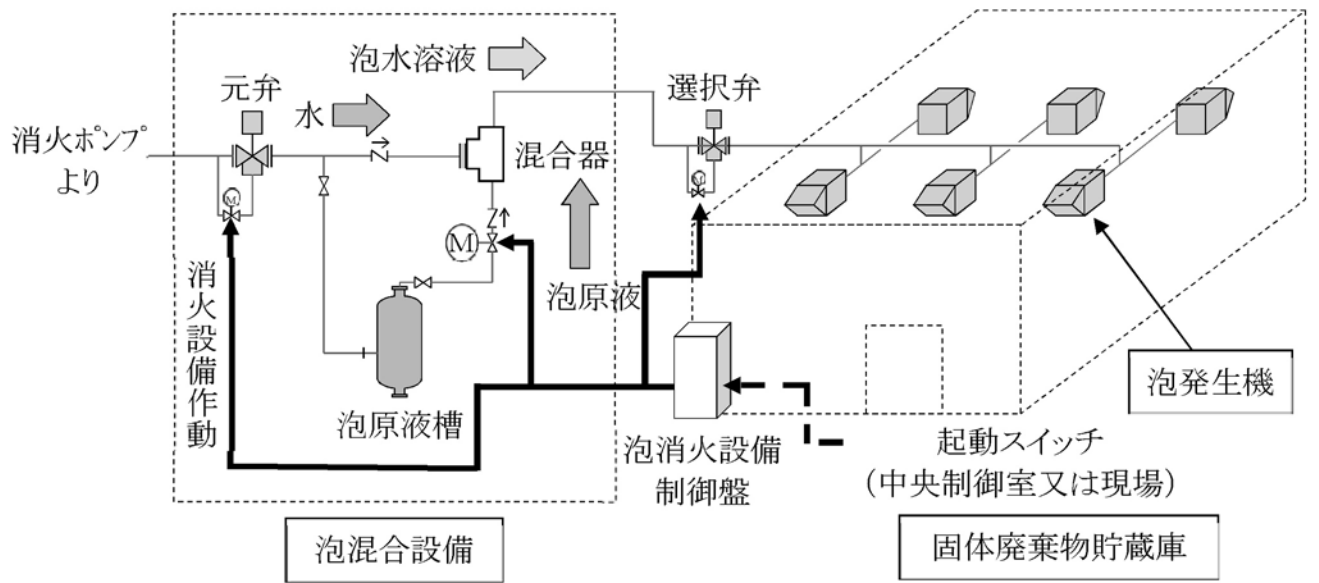 泡水溶液
元弁
水
選択弁
消火ポンプ
より
混合器
M
M
M
泡原液
消火設備作動
泡発生機
泡原液槽
泡消火設備
制御盤
起動スイッチ
（中央制御室又は現場）
泡混合設備
固体廃棄物貯蔵庫